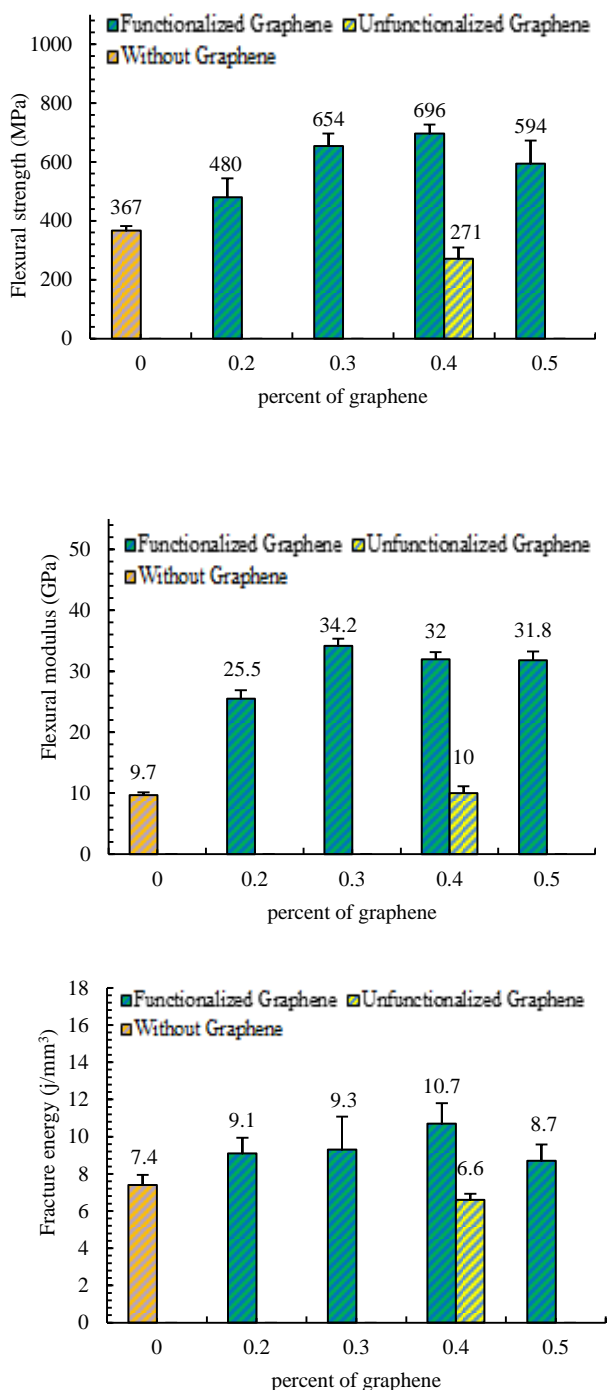 Functionalized Graphene Unfunctionalized Graphene
Without Graphene
Flexural strength (MPa)
1000
800
600
400
200
0
367
480
654
696
271
594
0 0.2 0.3 0.4 0.5
percent of graphene
Functionalized Graphene Unfunctionalized Graphene
Without Graphene
Flexural modulus (GPa)
50
40
30
20
10
0
9.7
25.5
34.2
32
10
31.8
0 0.2 0.3 0.4 0.5
percent of graphene
Functionalized Graphene Unfunctionalized Graphene
Without Graphene
Fracture energy (j/mm³)
18
16
14
12
10
8
6
4
2
0
7.4
9.1
9.3
10.7
6.6
8.7
0 0.2 0.3 0.4 0.5
percent of graphene